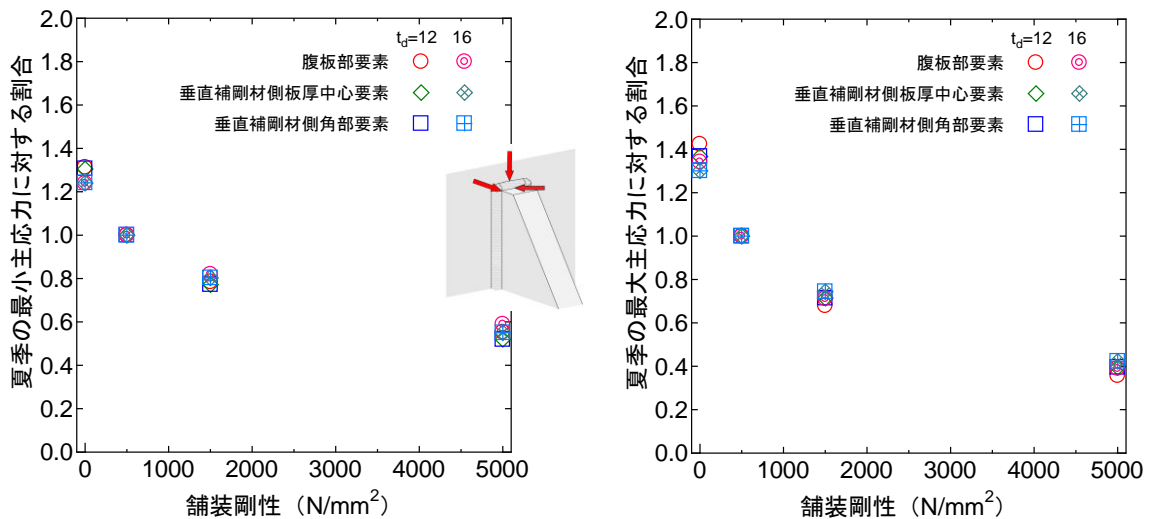 夏季の最小主応力に対する割合
2.0
1.8
1.6
1.4
1.2
1.0
0.8
0.6
0.4
0.2
0.0
t_d=12 16
腹板部要素
垂直補剛材側板厚中心要素
垂直補剛材側角部要素
0 1000 2000 3000 4000 5000
舗装剛性（N/mm²）
夏季の最大主応力に対する割合
2.0
1.8
1.6
1.4
1.2
1.0
0.8
0.6
0.4
0.2
0.0
t_d=12 16
腹板部要素
垂直補剛材側板厚中心要素
垂直補剛材側角部要素
0 1000 2000 3000 4000 5000
舗装剛性（N/mm²）